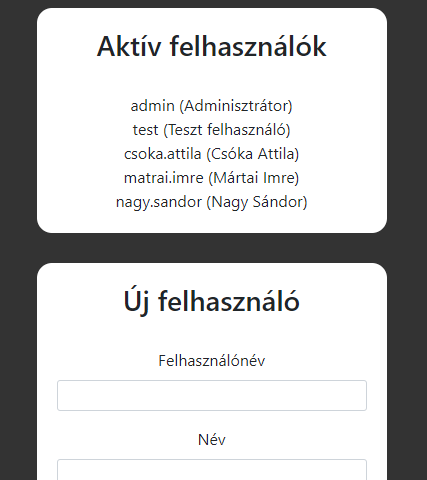 Aktív felhasználók
admin (Adminisztrátor)
test (Teszt felhasználó)
csoka.attila (Csóka Attila)
matrai.imre (Mártai Imre)
nagy.sandor (Nagy Sándor)
Új felhasználó
Felhasználónév
Név